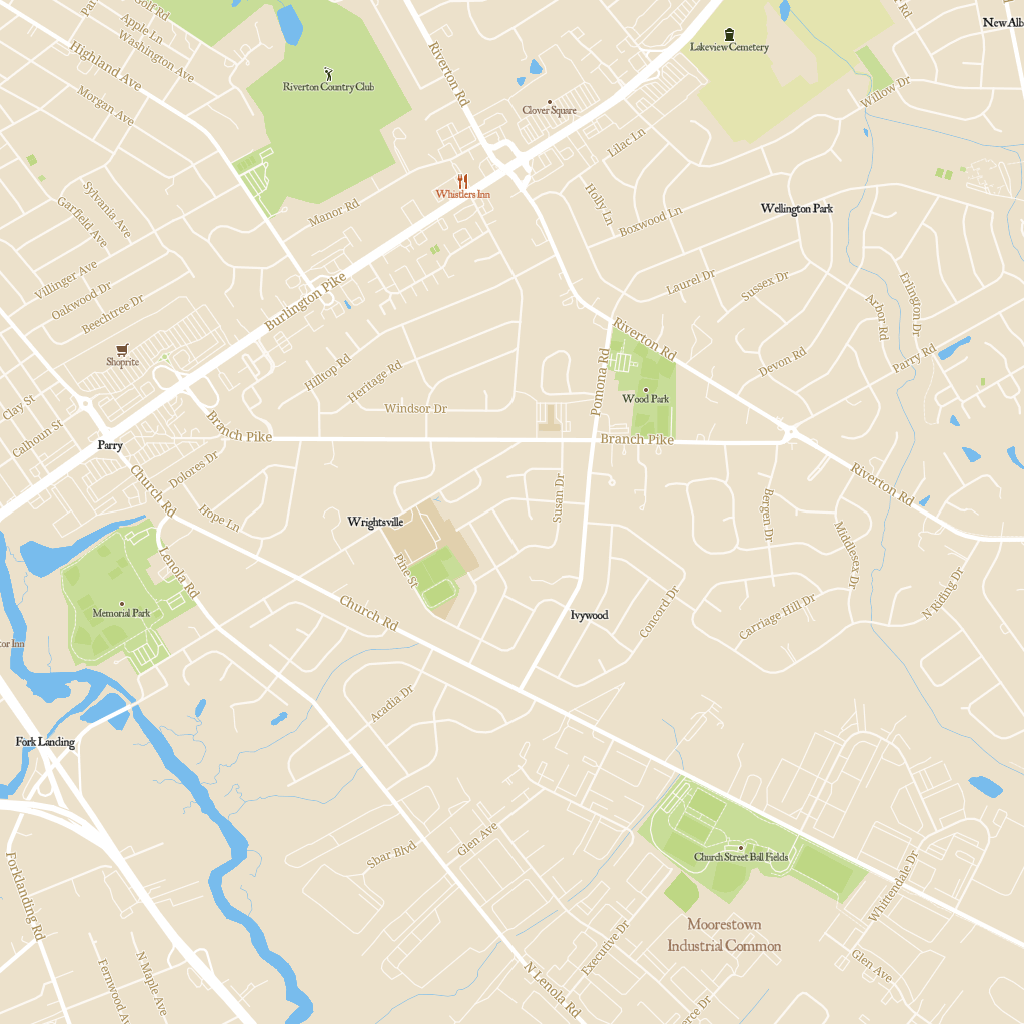 Golf Rd
Apple Ln
Washington Ave
Highland Ave
Morgan Ave
Riverton Rd
Riverton Country Club
Lakeview Cemetery
New Alb
Clover Square
Willow Dr
Lilac Ln
Whistlers Inn
Holly Ln
Boxwood Ln
Wellington Park
Manor Rd
Sylvania Ave
Garfield Ave
Villinger Ave
Oakwood Dr
Beechtree Dr
Burlington Pike
Laurel Dr
Sussex Dr
Erlington Dr
Arbor Rd
Parry Rd
Devon Rd
Riverton Rd
Shoprite
Hilltop Rd
Heritage Rd
Windsor Dr
Pomona Rd
Wood Park
Clay St
Calhoun St
Parry
Branch Pike
Branch Pike
Dolores Dr
Church Rd
Hope Ln
Wrightsville
Susan Dr
Riverton Rd
Bergen Dr
Middlesex Dr
Lenola Rd
Pine St
Memorial Park
Church Rd
Ivywood
Concord Dr
Carriage Hill Dr
N Riding Dr
tor Inn
Acadia Dr
Fork Landing
Glen Ave
Sbar Blvd
Church Street Ball Fields
Whittendale Dr
Forklanding Rd
Moorestown
Industrial Common
Executive Dr
Glen Ave
N Maple Ave
Fernwood Av
N Lenola Rd
erce Dr